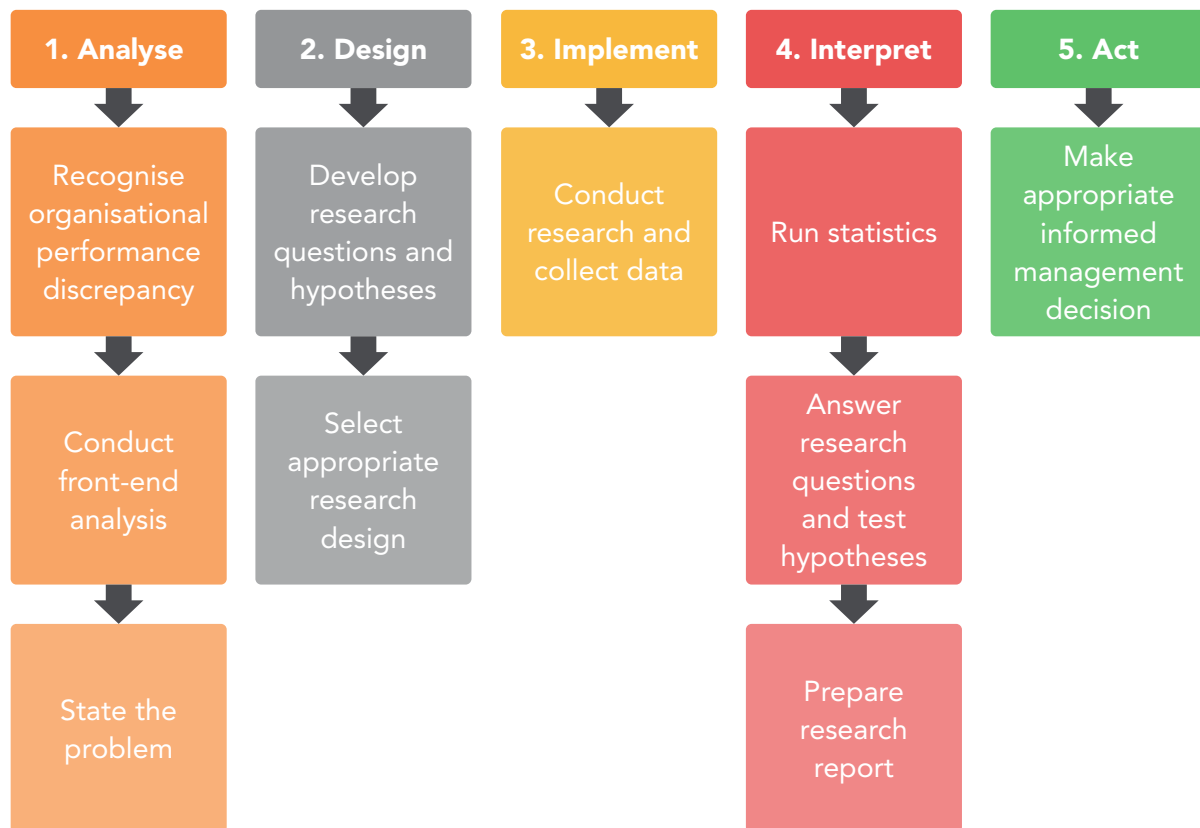 1. Analyse
Recognise
organisational
performance
discrepancy
Conduct
front-end
analysis
State the
problem
2. Design
Develop
research
questions and
hypotheses
Select
appropriate
research
design
3. Implement
Conduct
research and
collect data
4. Interpret
Run statistics
Answer
research
questions
and test
hypotheses
Prepare
research
report
5. Act
Make
appropriate
informed
management
decision